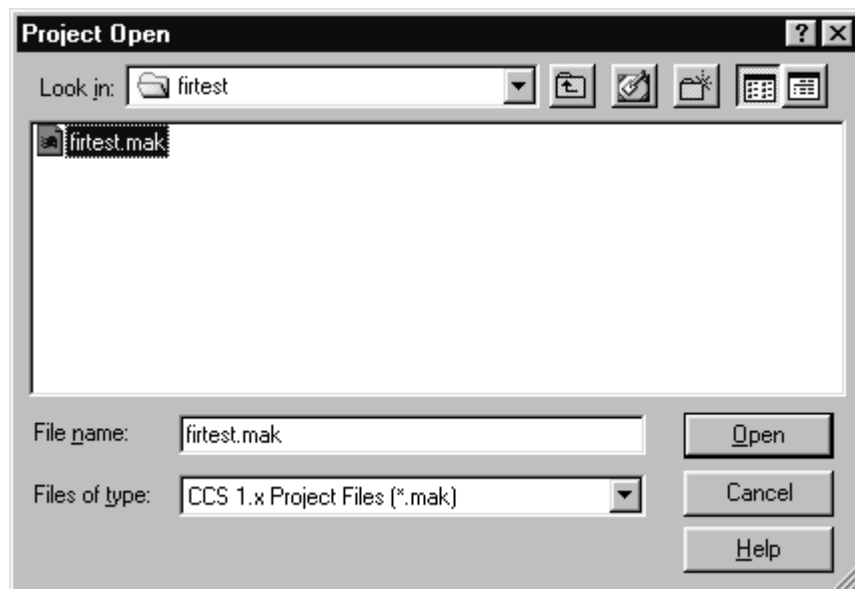 Project Open
Look in: firtest
firtest.mak
File name: firtest.mak
Open
Files of type: CCS 1.x Project Files (*.mak)
Cancel
Help